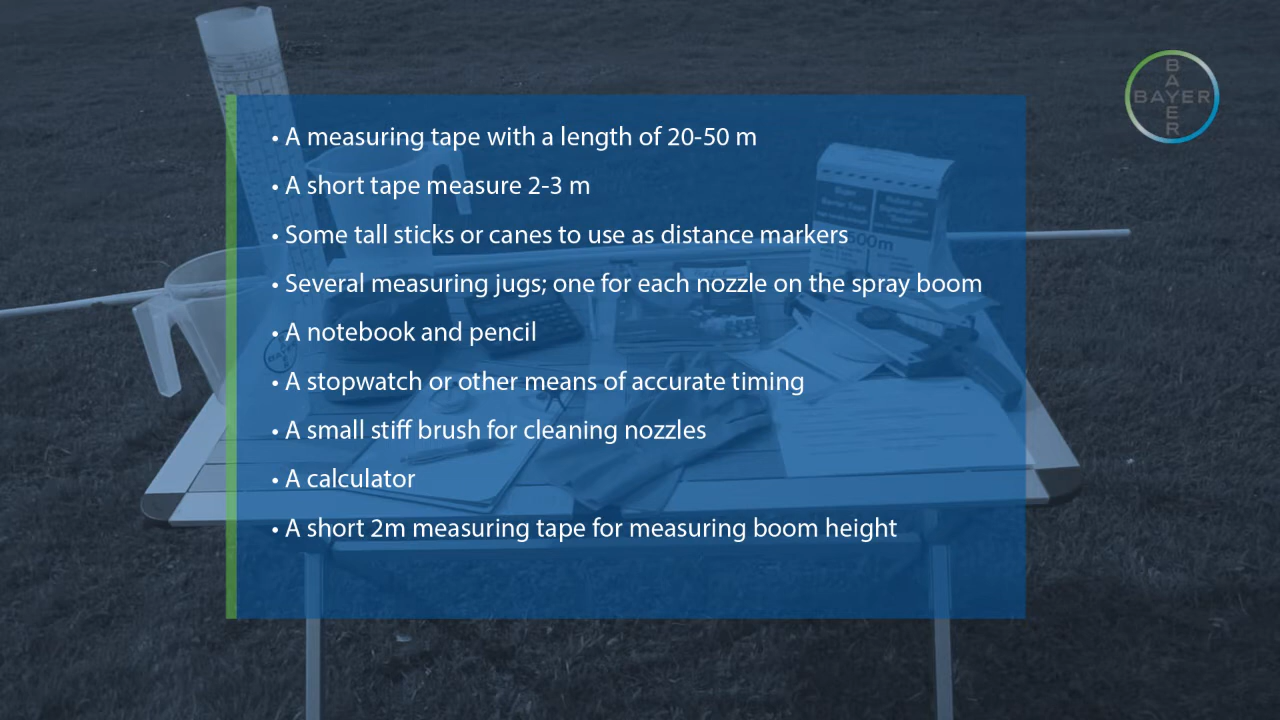 • A measuring tape with a length of 20-50 m
• A short tape measure 2-3 m
• Some tall sticks or canes to use as distance markers
• Several measuring jugs; one for each nozzle on the spray boom
• A notebook and pencil
• A stopwatch or other means of accurate timing
• A small stiff brush for cleaning nozzles
• A calculator
• A short 2m measuring tape for measuring boom height
BAYER
BAYER
500m